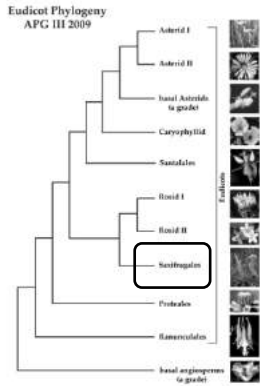 Eudicot Phylogeny
APG III 2009
Asterid I
Asterid II
basal Asterids
(a grade)
Caryophyllid
Santalales
Rosid I
Rosid II
Saxifragales
Proteales
Ranunculales
basal angiosperms
(a grade)
Eudicots